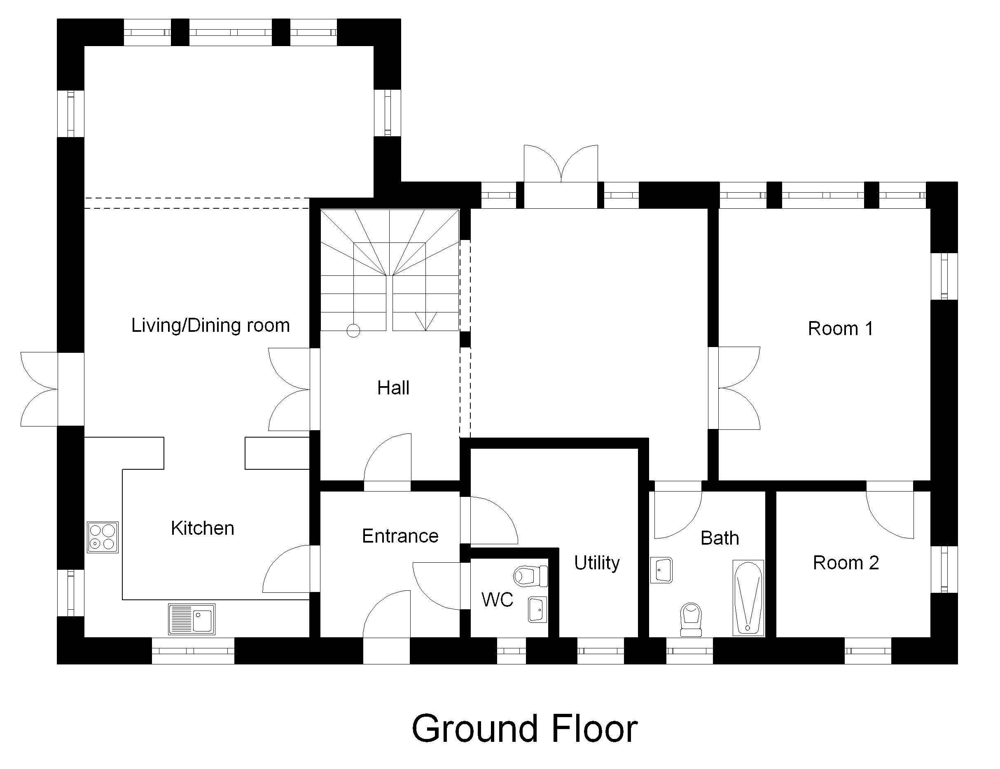 Living/Dining room
Room 1
Hall
Kitchen
Entrance
Bath
Utility
Room 2
WC
Ground Floor